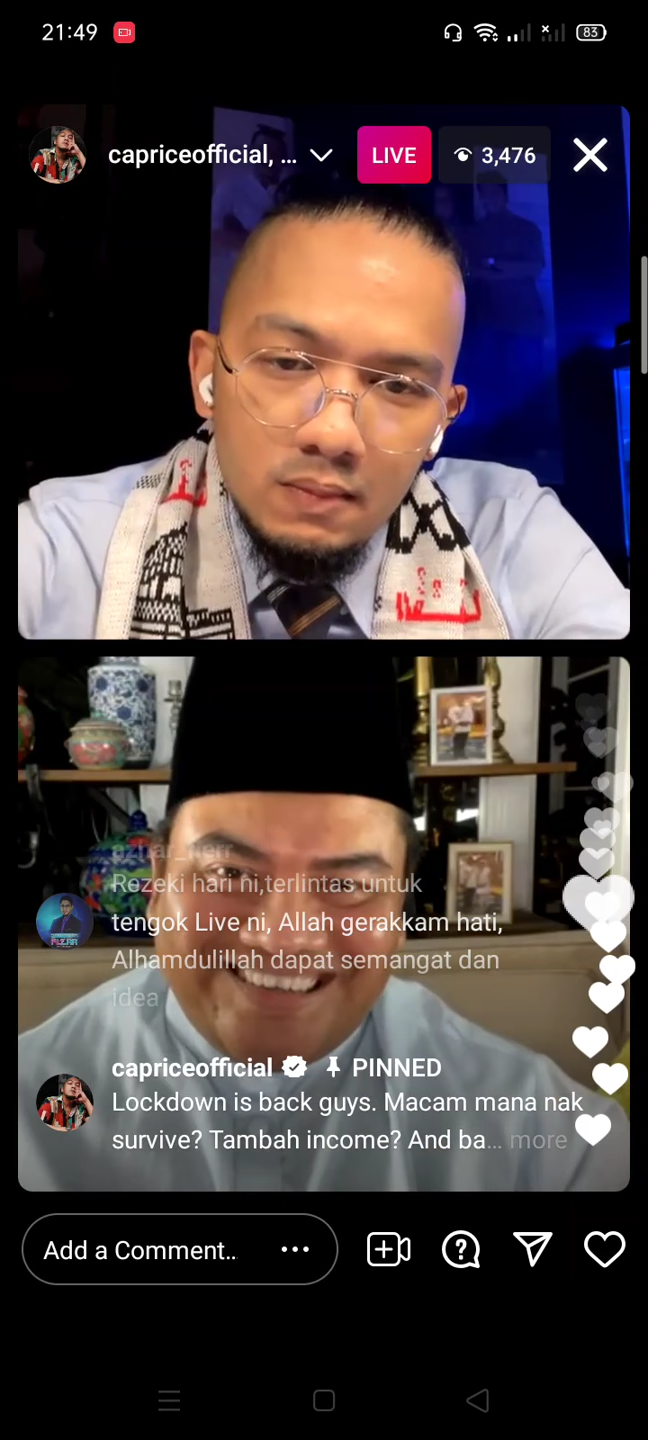 21:49
83
capriceofficial, ...
LIVE
3,476
azhar_herr
Rezeki hari ni,terlintas untuk
tengok Live ni, Allah gerakkam hati,
Alhamdulillah dapat semangat dan
idea
capriceofficial PINNED
Lockdown is back guys. Macam mana nak
survive? Tambah income? And ba... more
Add a Comment..